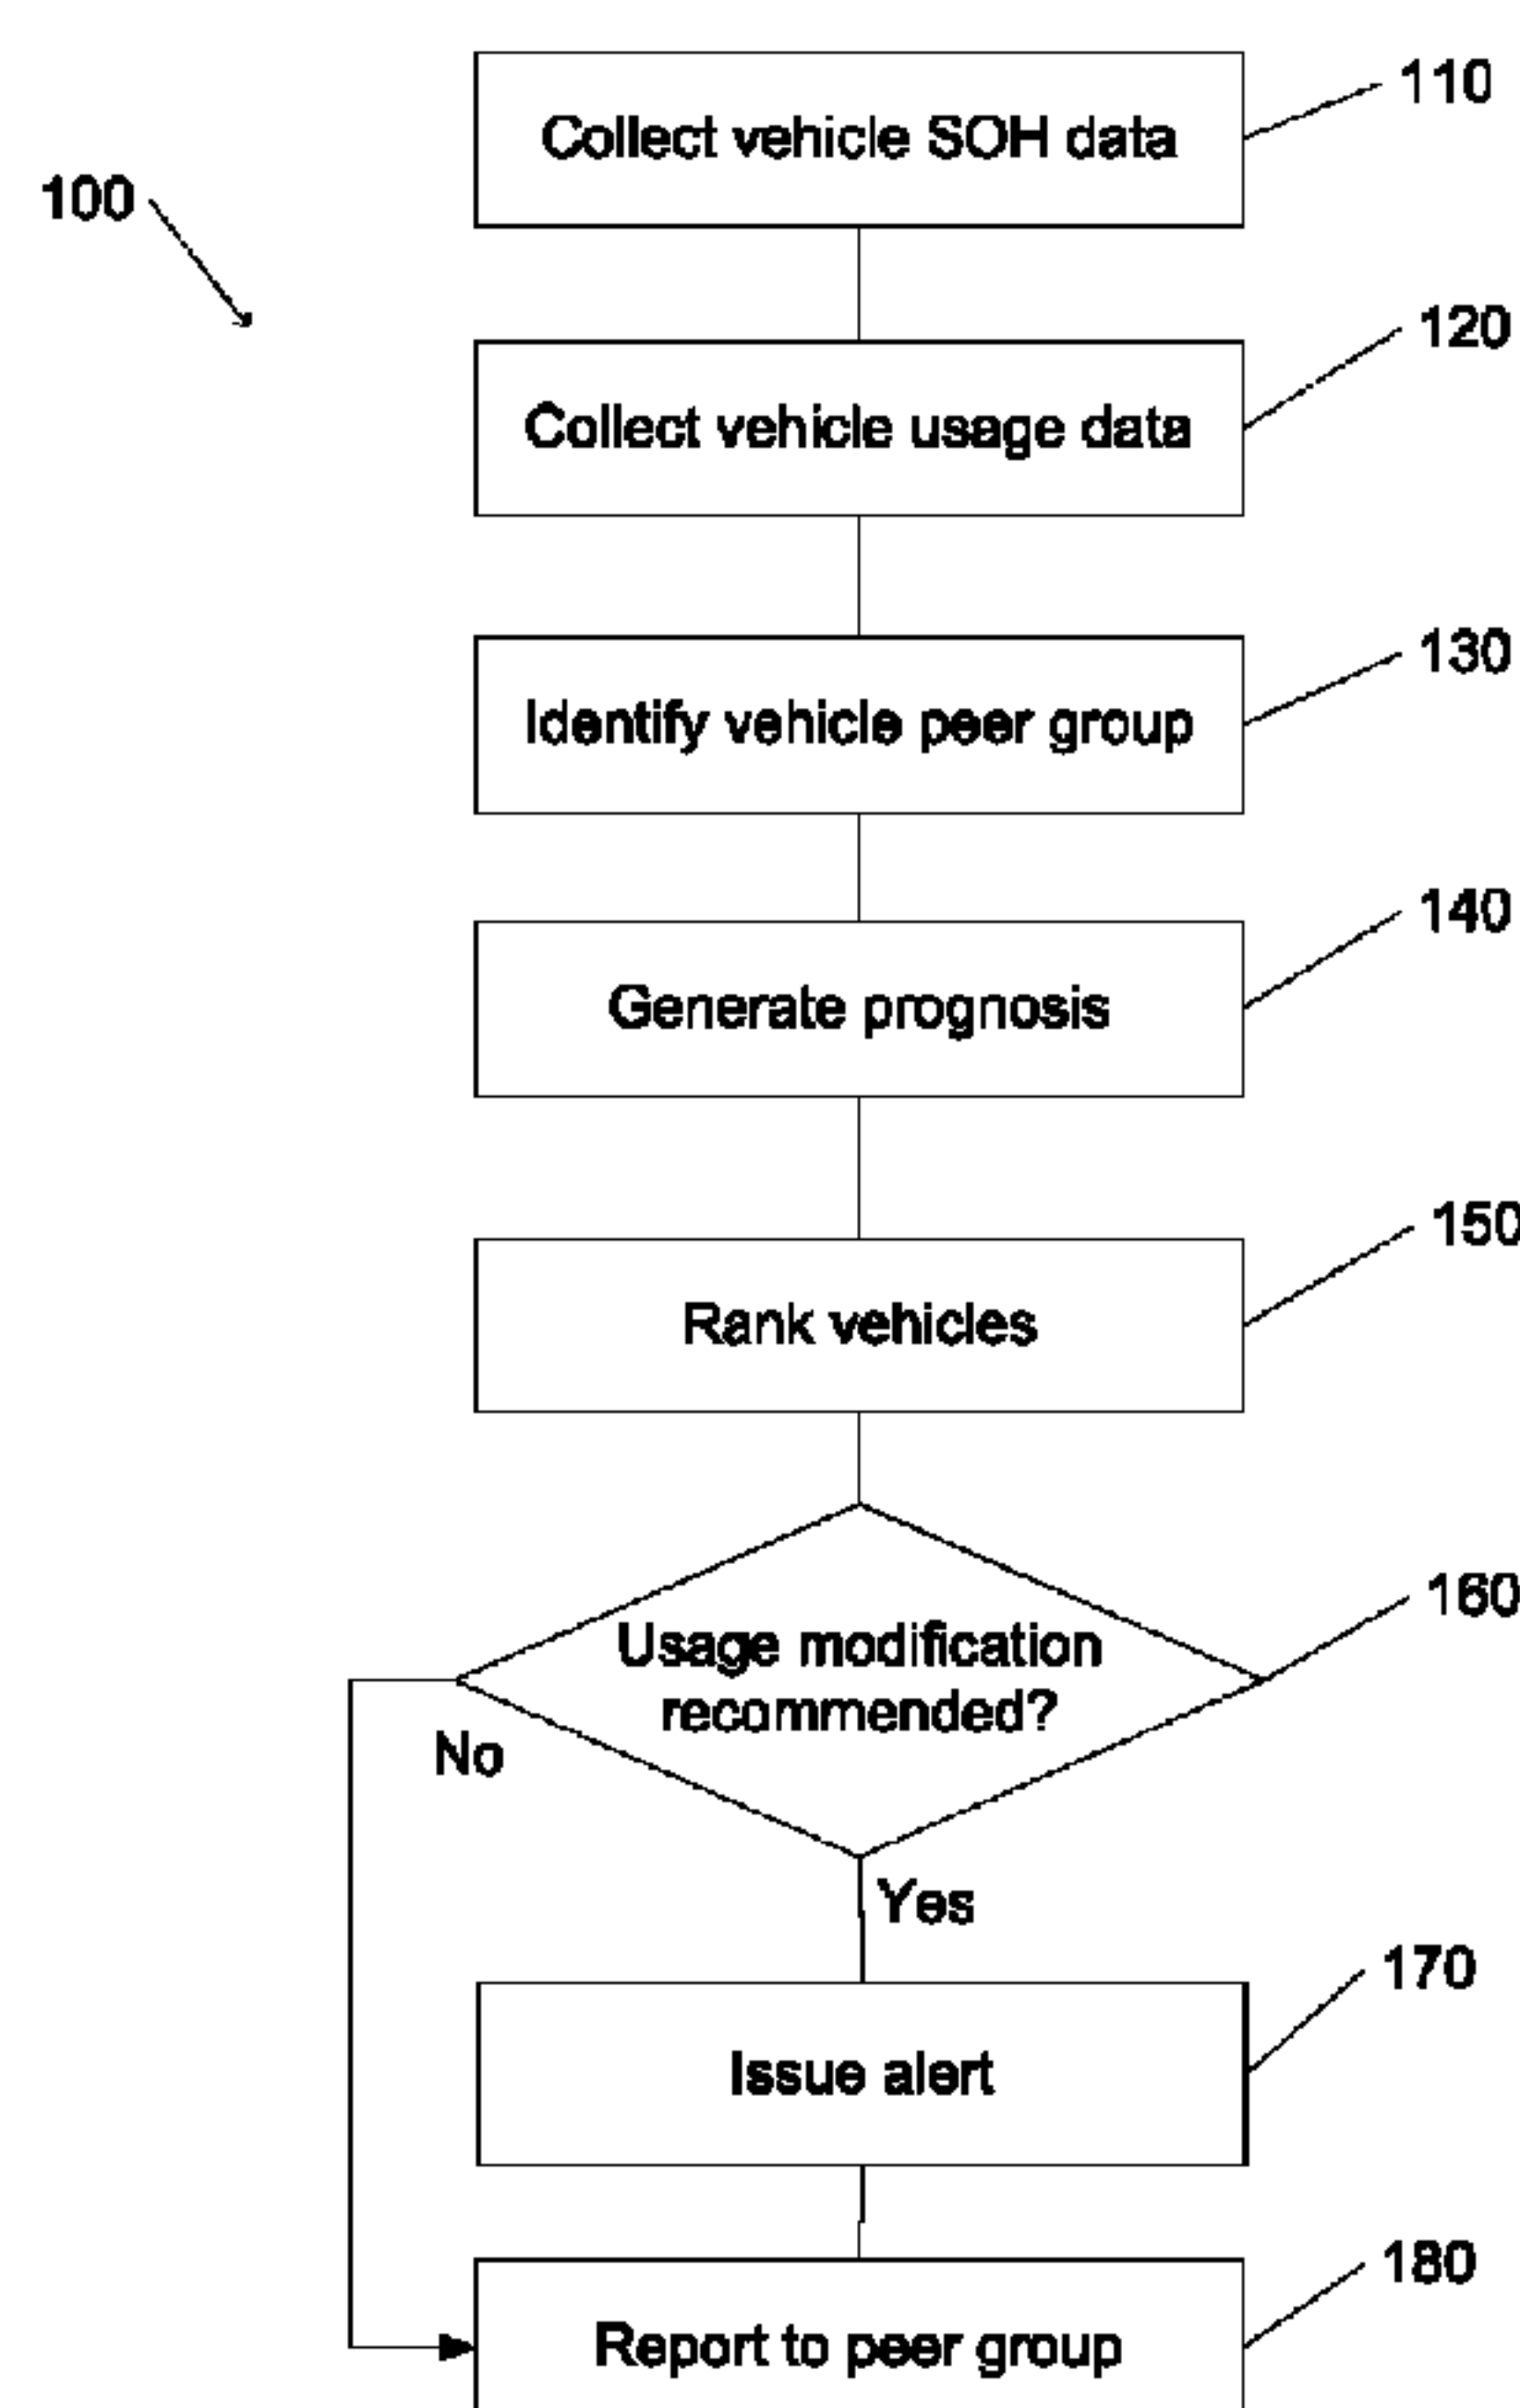 110
Collect vehicle SOH data
100
120
Collect vehicle usage data
130
Identify vehicle peer group
140
Generate prognosis
150
Rank vehicles
160
Usage modification
recommended?
No
Yes
170
Issue alert
180
Report to peer group